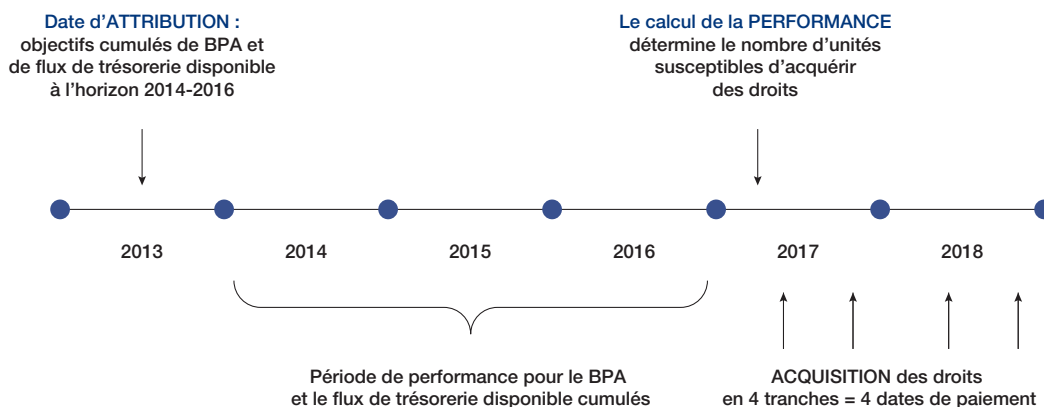 Date d’ATTRIBUTION :
objectifs cumulés de BPA et
de flux de trésorerie disponible
à l’horizon 2014-2016
Le calcul de la PERFORMANCE
détermine le nombre d’unités
susceptibles d’acquérir
des droits
2013
2014
2015
2016
2017
2018
Période de performance pour le BPA
et le flux de trésorerie disponible cumulés
ACQUISITION des droits
en 4 tranches = 4 dates de paiement